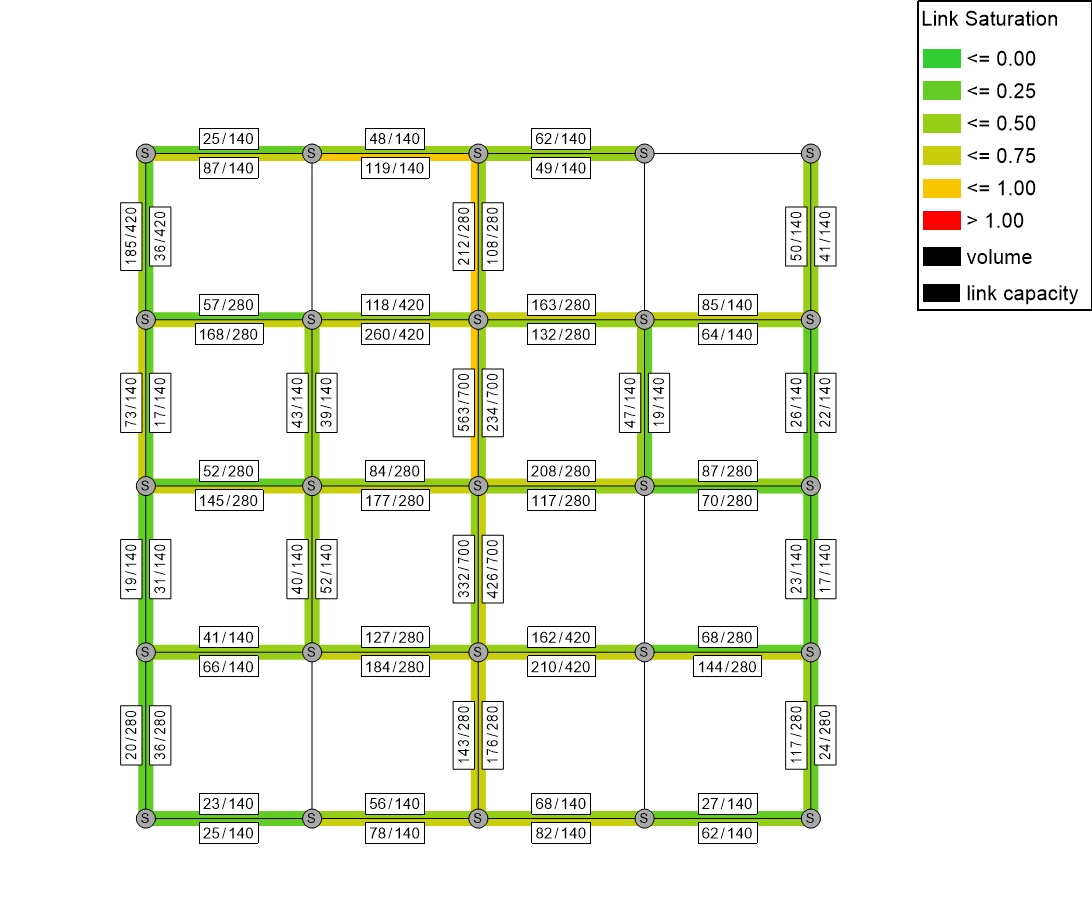 Link Saturation
<= 0.00
<= 0.25
<= 0.50
<= 0.75
<= 1.00
> 1.00
volume
link capacity
25/140
48/140
62/140
S
S
S
S
S
87/140
119/140
49/140
185/420
36/420
212/280
108/280
50/140
41/140
57/280
118/420
163/280
85/140
S
S
S
S
S
168/280
260/420
132/280
64/140
73/140
17/140
43/140
39/140
563/700
234/700
47/140
19/140
26/140
22/140
52/280
84/280
208/280
87/280
S
S
S
S
S
145/280
177/280
117/280
70/280
19/140
31/140
40/140
52/140
332/700
426/700
23/140
17/140
41/140
127/280
162/420
68/280
S
S
S
S
S
66/140
184/280
210/420
144/280
20/280
36/280
143/280
176/280
117/280
24/280
23/140
56/140
68/140
27/140
S
S
S
S
S
25/140
78/140
82/140
62/140